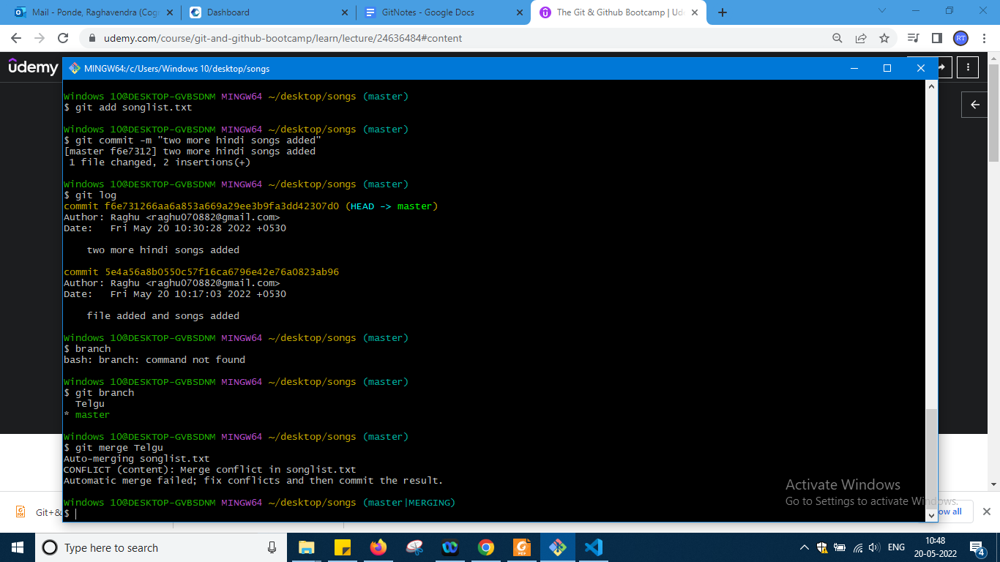 Mail - Ponde, Raghavendra (Cog
Dashboard
GitNotes - Google Docs
The Git & Github Bootcamp | Ud
udemy.com/course/git-and-github-bootcamp/learn/lecture/24636484#content
RT
udemy
MINGW64:/c/Users/Windows 10/desktop/songs
Windows 10@DESKTOP-GVBSDNM MINGW64 ~/desktop/songs (master)
$ git add songlist.txt
Windows 10@DESKTOP-GVBSDNM MINGW64 ~/desktop/songs (master)
$ git commit -m "two more hindi songs added"
[master f6e7312] two more hindi songs added
1 file changed, 2 insertions(+)
Windows 10@DESKTOP-GVBSDNM MINGW64 ~/desktop/songs (master)
$ git log
commit f6e731266aa6a853a669a29ee3b9fa3dd42307d0 (HEAD -> master)
Author: Raghu <raghu070882@gmail.com>
Date:   Fri May 20 10:30:28 2022 +0530
two more hindi songs added
commit 5e4a56a8b0550c57f16ca6796e42e76a0823ab96
Author: Raghu <raghu070882@gmail.com>
Date:   Fri May 20 10:17:03 2022 +0530
file added and songs added
Windows 10@DESKTOP-GVBSDNM MINGW64 ~/desktop/songs (master)
$ branch
bash: branch: command not found
Windows 10@DESKTOP-GVBSDNM MINGW64 ~/desktop/songs (master)
$ git branch
Telgu
* master
Windows 10@DESKTOP-GVBSDNM MINGW64 ~/desktop/songs (master)
$ git merge Telgu
Auto-merging songlist.txt
CONFLICT (content): Merge conflict in songlist.txt
Automatic merge failed; fix conflicts and then commit the result.
Windows 10@DESKTOP-GVBSDNM MINGW64 ~/desktop/songs (master|MERGING)
$
Activate Windows
Go to Settings to activate Windows.
Git+&
ow all
Type here to search
ENG
10:48
20-05-2022
4